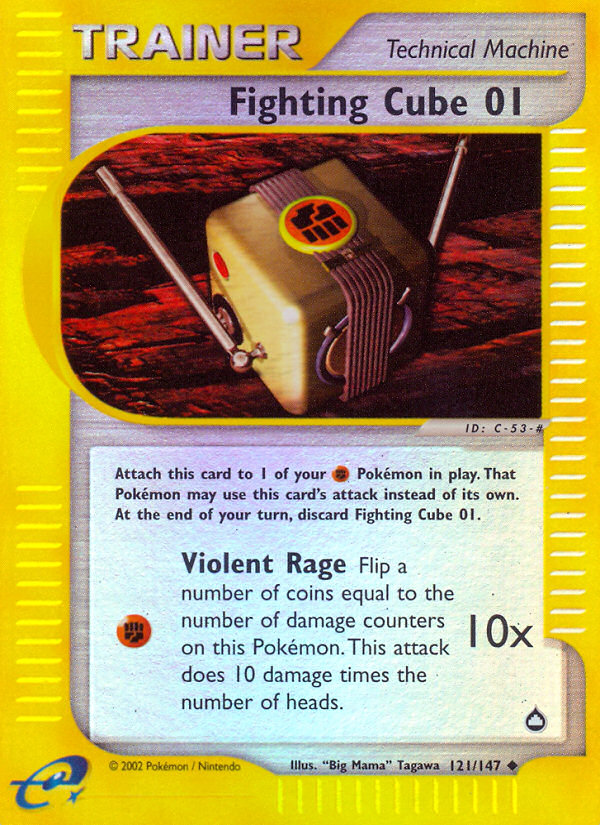 TRAINER
Technical Machine
Fighting Cube 01
ID: C-53-#
Attach this card to 1 of your Pokémon in play. That
Pokémon may use this card's attack instead of its own.
At the end of your turn, discard Fighting Cube 01.
Violent Rage Flip a
number of coins equal to the
number of damage counters
on this Pokémon. This attack
does 10 damage times the
number of heads.
10x
© 2002 Pokémon / Nintendo
Illus. "Big Mama" Tagawa 121/147
e